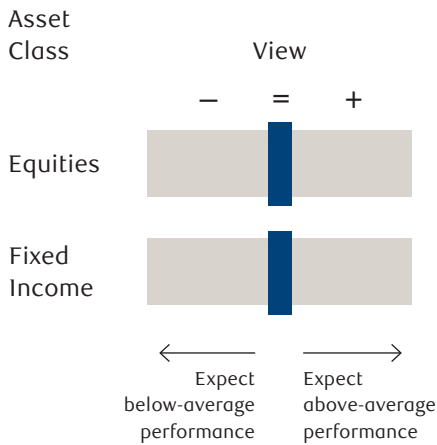 Asset
Class
View
– = +
Equities
Fixed
Income
Expect
below-average
performance
Expect
above-average
performance